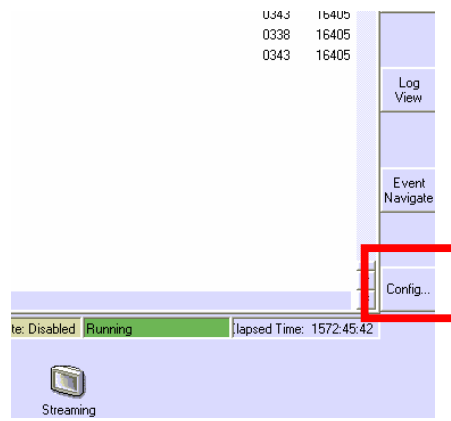 0343 16405
0338 16405
0343 16405
Log
View
Event
Navigate
Config...
te: Disabled Running lapsed Time: 1572:45:42
Streaming